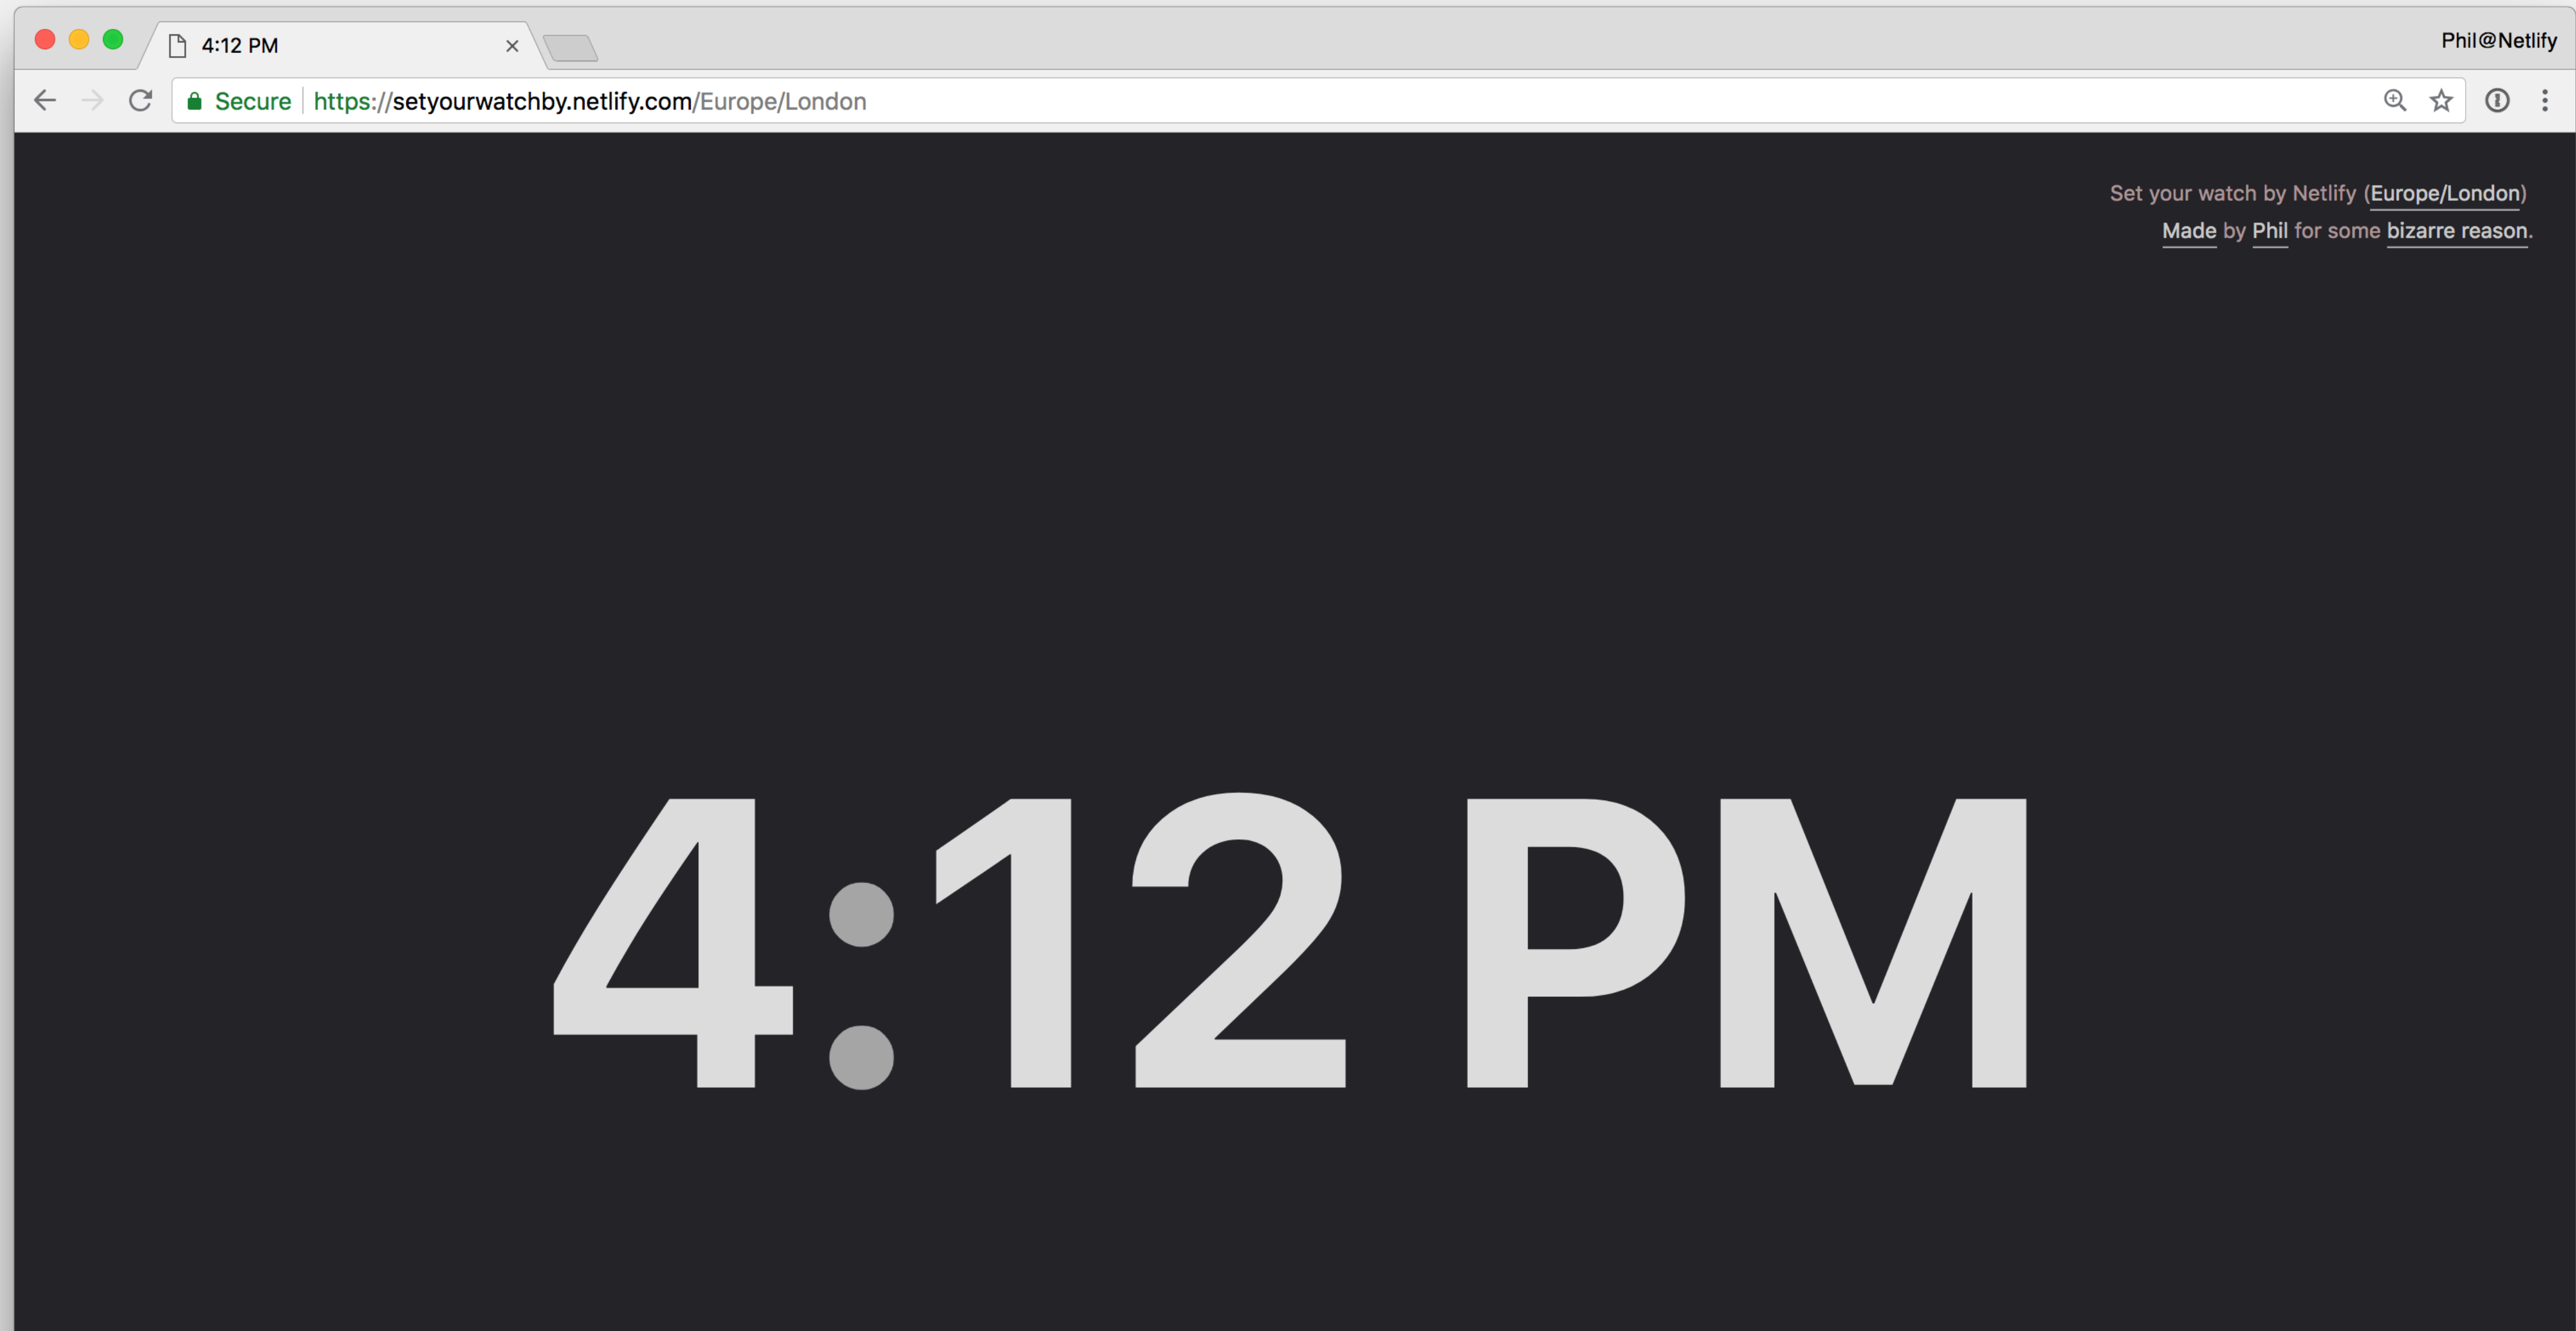 4:12 PM
Phil@Netlify
Secure https://setyourwatchby.netlify.com/Europe/London
Set your watch by Netlify (Europe/London)
Made by Phil for some bizarre reason.
4:12 PM